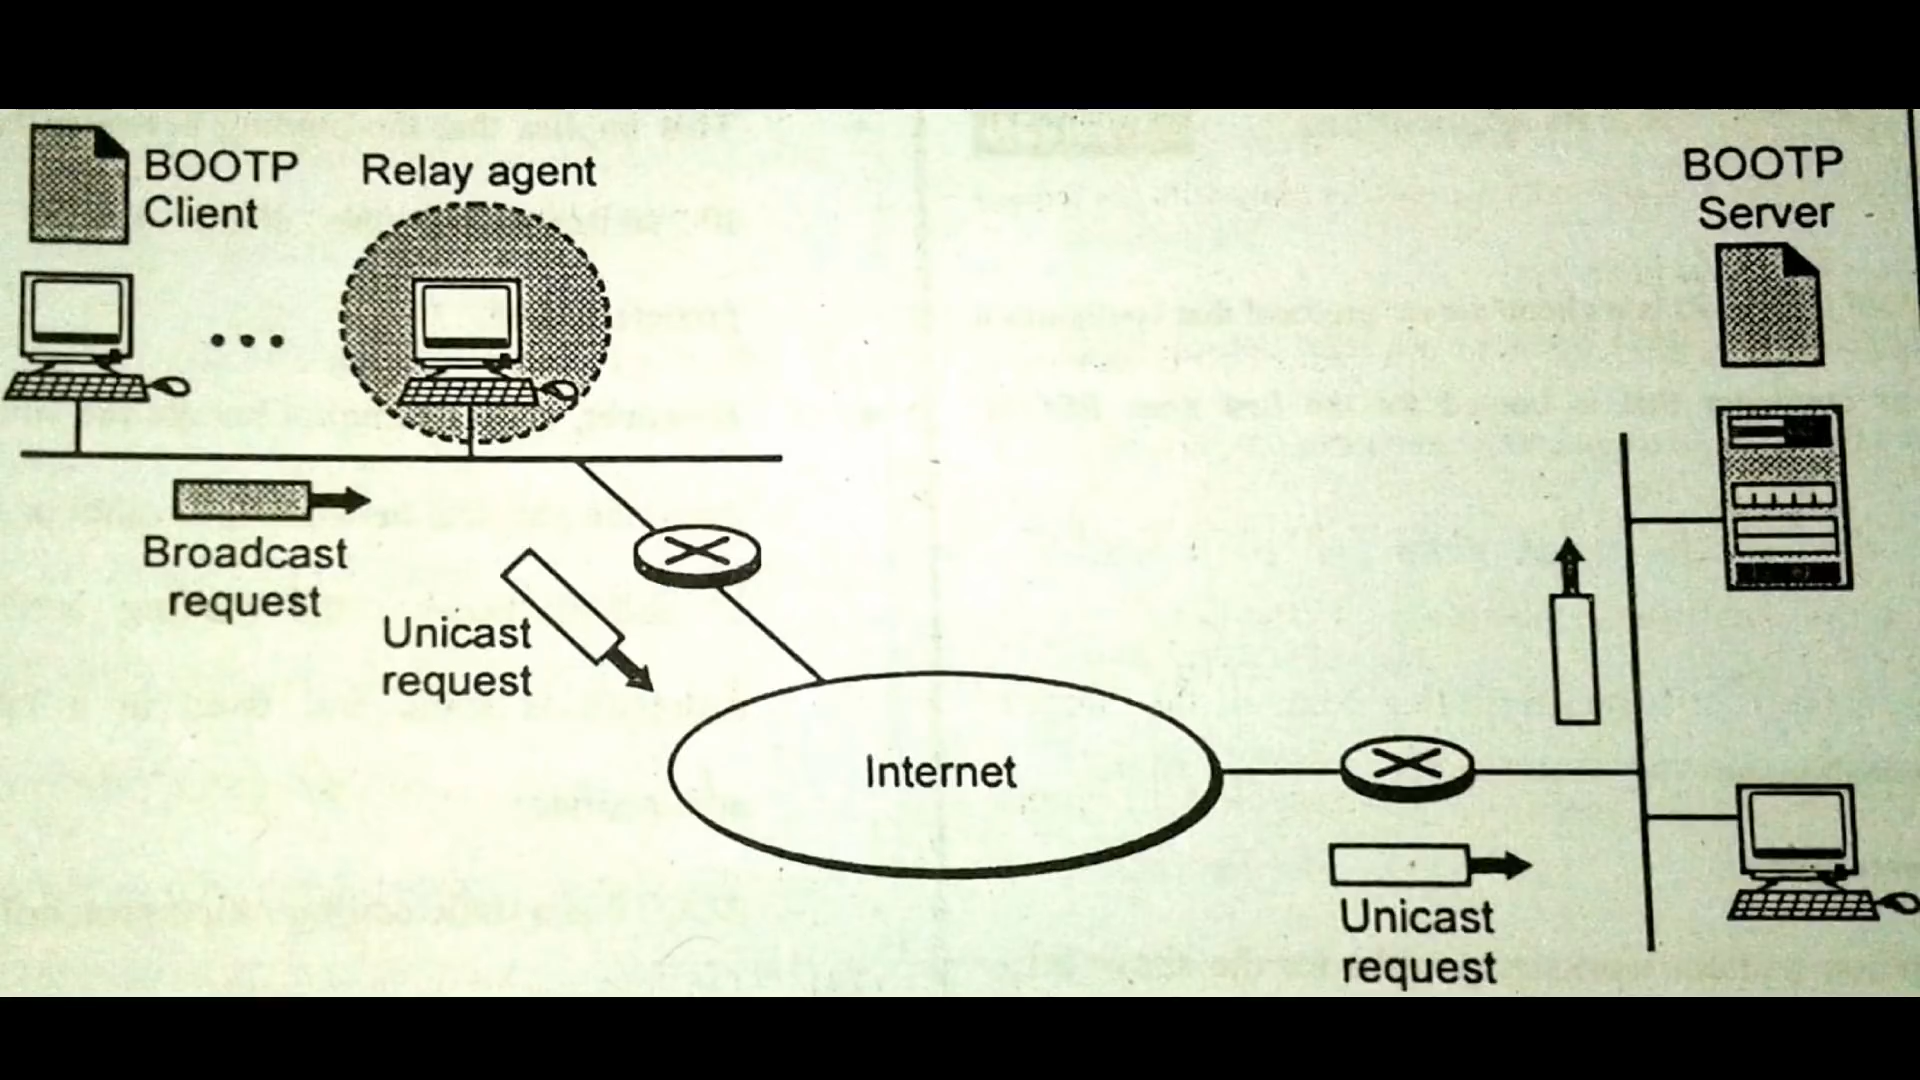 BOOTP
Client
Relay agent
BOOTP
Server
Broadcast
request
Unicast
request
Internet
Unicast
request